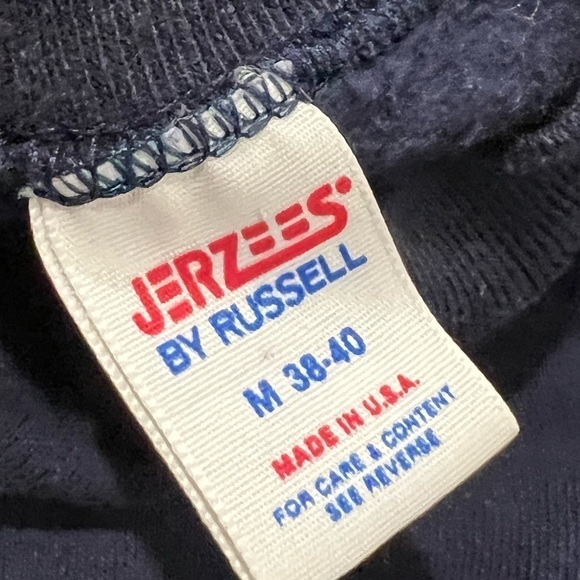 JERZEES
BY RUSSELL
M 38-40
MADE IN U.S.A.
FOR CARE & CONTENT
SEE REVERSE